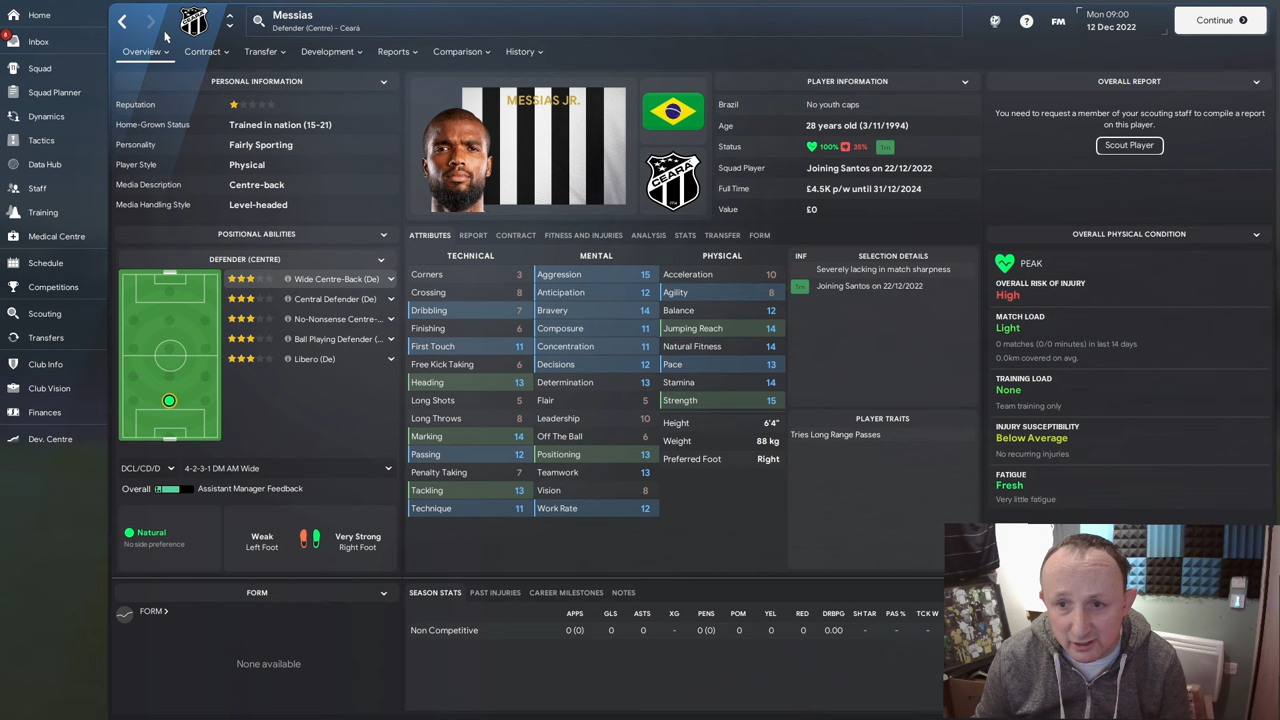 Messias
Defender (Centre) - Ceará
Mon 09:00
12 Dec 2022
Continue
FM
Home
6
Inbox
Squad
Squad Planner
Dynamics
Tactics
Data Hub
Staff
Training
Medical Centre
Schedule
Competitions
Scouting
Transfers
Club Info
Club Vision
Finances
Dev. Centre
Overview
Contract
Transfer
Development
Reports
Comparison
History
PERSONAL INFORMATION
Reputation
Home-Grown Status Trained in nation (15-21)
Personality Fairly Sporting
Player Style Physical
Media Description Centre-back
Media Handling Style Level-headed
MESSIAS JR.
CEARÁ
PLAYER INFORMATION
Brazil No youth caps
Age 28 years old (3/11/1994)
Status 100% 35% Trn
Squad Player Joining Santos on 22/12/2022
Full Time £4.5K p/w until 31/12/2024
Value £0
OVERALL REPORT
You need to request a member of your scouting staff to compile a report
on this player.
Scout Player
POSITIONAL ABILITIES
DEFENDER (CENTRE)
Wide Centre-Back (De)
Central Defender (De)
No-Nonsense Centre-...
Ball Playing Defender (...
Libero (De)
DCL/CD/D
4-2-3-1 DM AM Wide
Overall Assistant Manager Feedback
Natural
No side preference
Weak
Left Foot
Very Strong
Right Foot
ATTRIBUTES REPORT CONTRACT FITNESS AND INJURIES ANALYSIS STATS TRANSFER FORM
TECHNICAL
Corners 3
Crossing 8
Dribbling 7
Finishing 6
First Touch 11
Free Kick Taking 6
Heading 13
Long Shots 5
Long Throws 8
Marking 14
Passing 12
Penalty Taking 7
Tackling 13
Technique 11
MENTAL
Aggression 15
Anticipation 12
Bravery 14
Composure 11
Concentration 11
Decisions 12
Determination 13
Flair 5
Leadership 10
Off The Ball 6
Positioning 13
Teamwork 13
Vision 8
Work Rate 12
PHYSICAL
Acceleration 10
Agility 8
Balance 12
Jumping Reach 14
Natural Fitness 14
Pace 13
Stamina 14
Strength 15
Height 6'4"
Weight 88 kg
Preferred Foot Right
INF SELECTION DETAILS
Severely lacking in match sharpness
Trn Joining Santos on 22/12/2022
PLAYER TRAITS
Tries Long Range Passes
OVERALL PHYSICAL CONDITION
PEAK
OVERALL RISK OF INJURY
High
MATCH LOAD
Light
0 matches (0/0 minutes) in last 14 days
0.0km covered on avg.
TRAINING LOAD
None
Team training only
INJURY SUSCEPTIBILITY
Below Average
No recurring injuries
FATIGUE
Fresh
Very little fatigue
FORM
FORM
None available
SEASON STATS PAST INJURIES CAREER MILESTONES NOTES
APPS GLS ASTS XG PENS POM YEL RED DRBPG SH TAR PAS % TCK W
Non Competitive 0 (0) 0 0 - 0 (0) 0 0 0 0.00 - - -